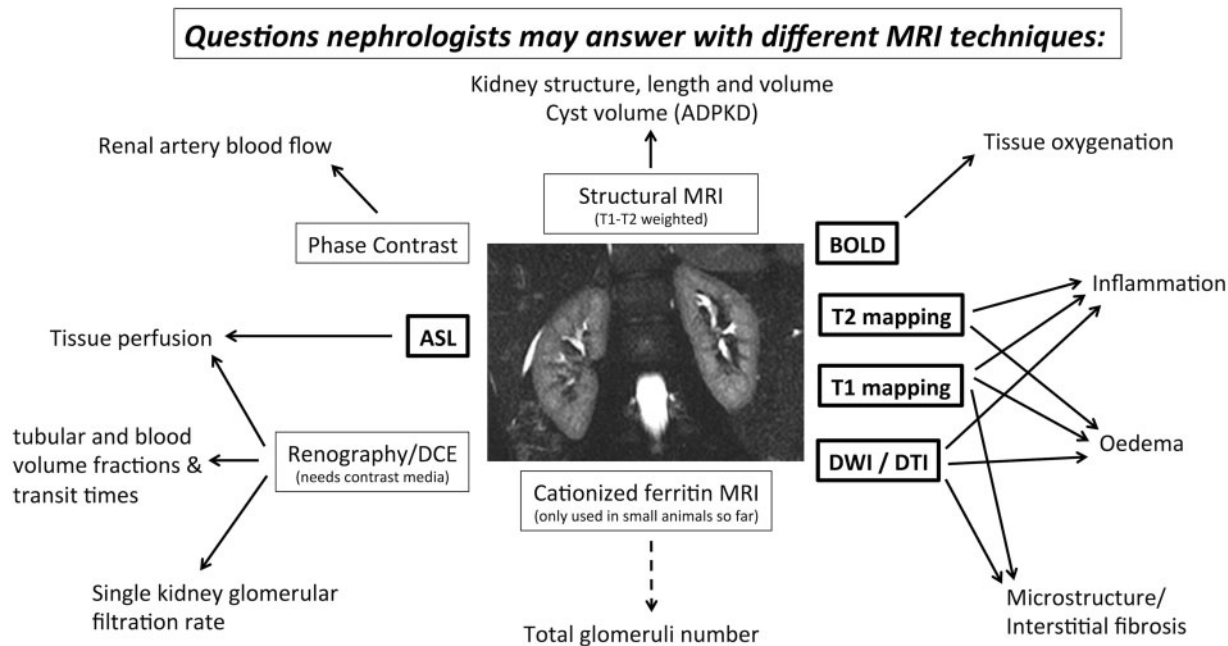 Questions nephrologists may answer with different MRI techniques:
Kidney structure, length and volume
Cyst volume (ADPKD)
Renal artery blood flow
Tissue oxygenation
Structural MRI
(T1-T2 weighted)
Phase Contrast
BOLD
Inflammation
T2 mapping
Tissue perfusion
ASL
T1 mapping
tubular and blood
volume fractions &
transit times
Renography/DCE
(needs contrast media)
Oedema
DWI / DTI
Cationized ferritin MRI
(only used in small animals so far)
Single kidney glomerular
filtration rate
Microstructure/
Interstitial fibrosis
Total glomeruli number